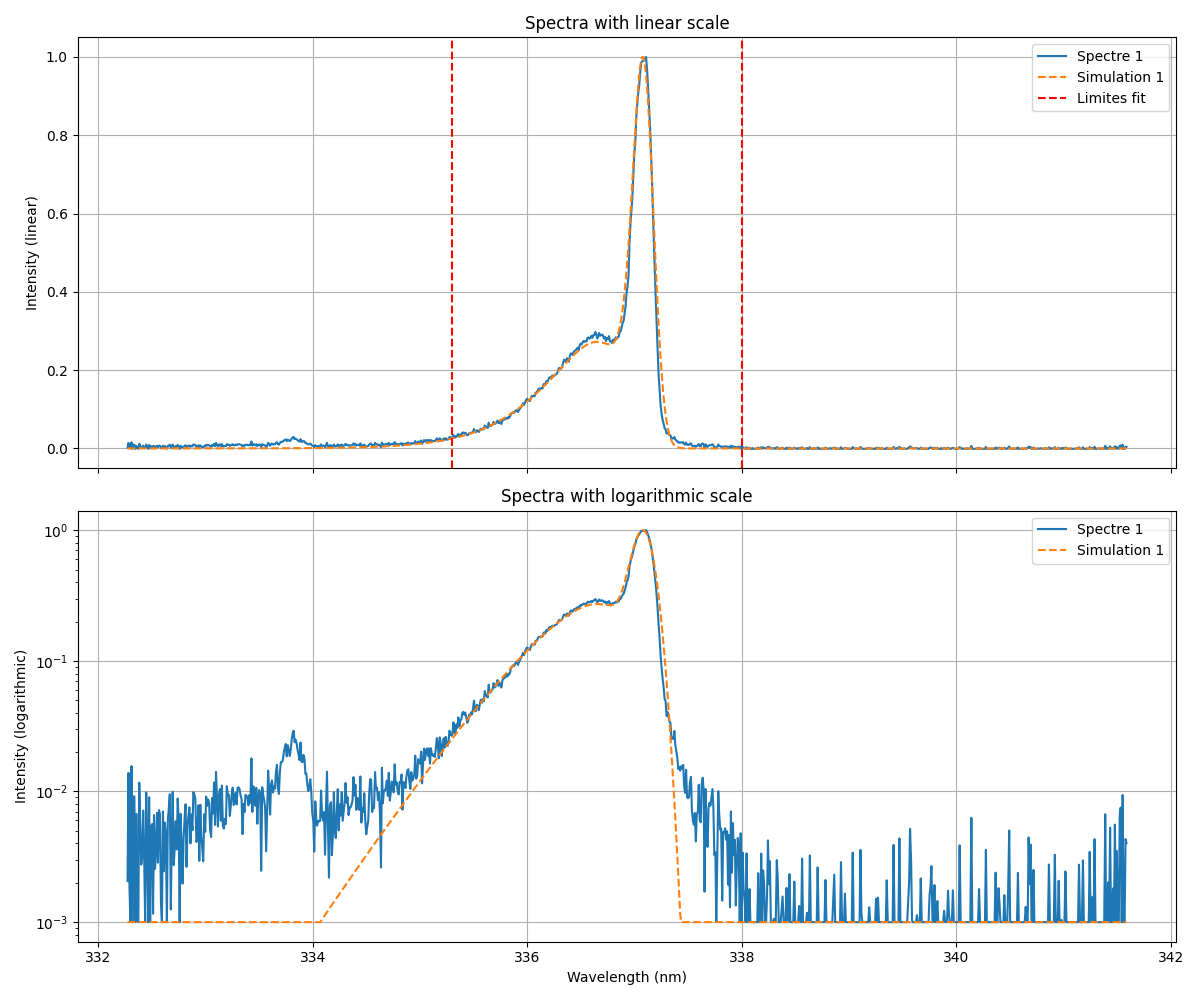 Spectra with linear scale
Intensity (linear)
1.0
0.8
0.6
0.4
0.2
0.0
Spectre 1
Simulation 1
Limites fit
Spectra with logarithmic scale
Intensity (logarithmic)
10⁰
10⁻¹
10⁻²
10⁻³
Spectre 1
Simulation 1
332
334
336
338
340
342
Wavelength (nm)